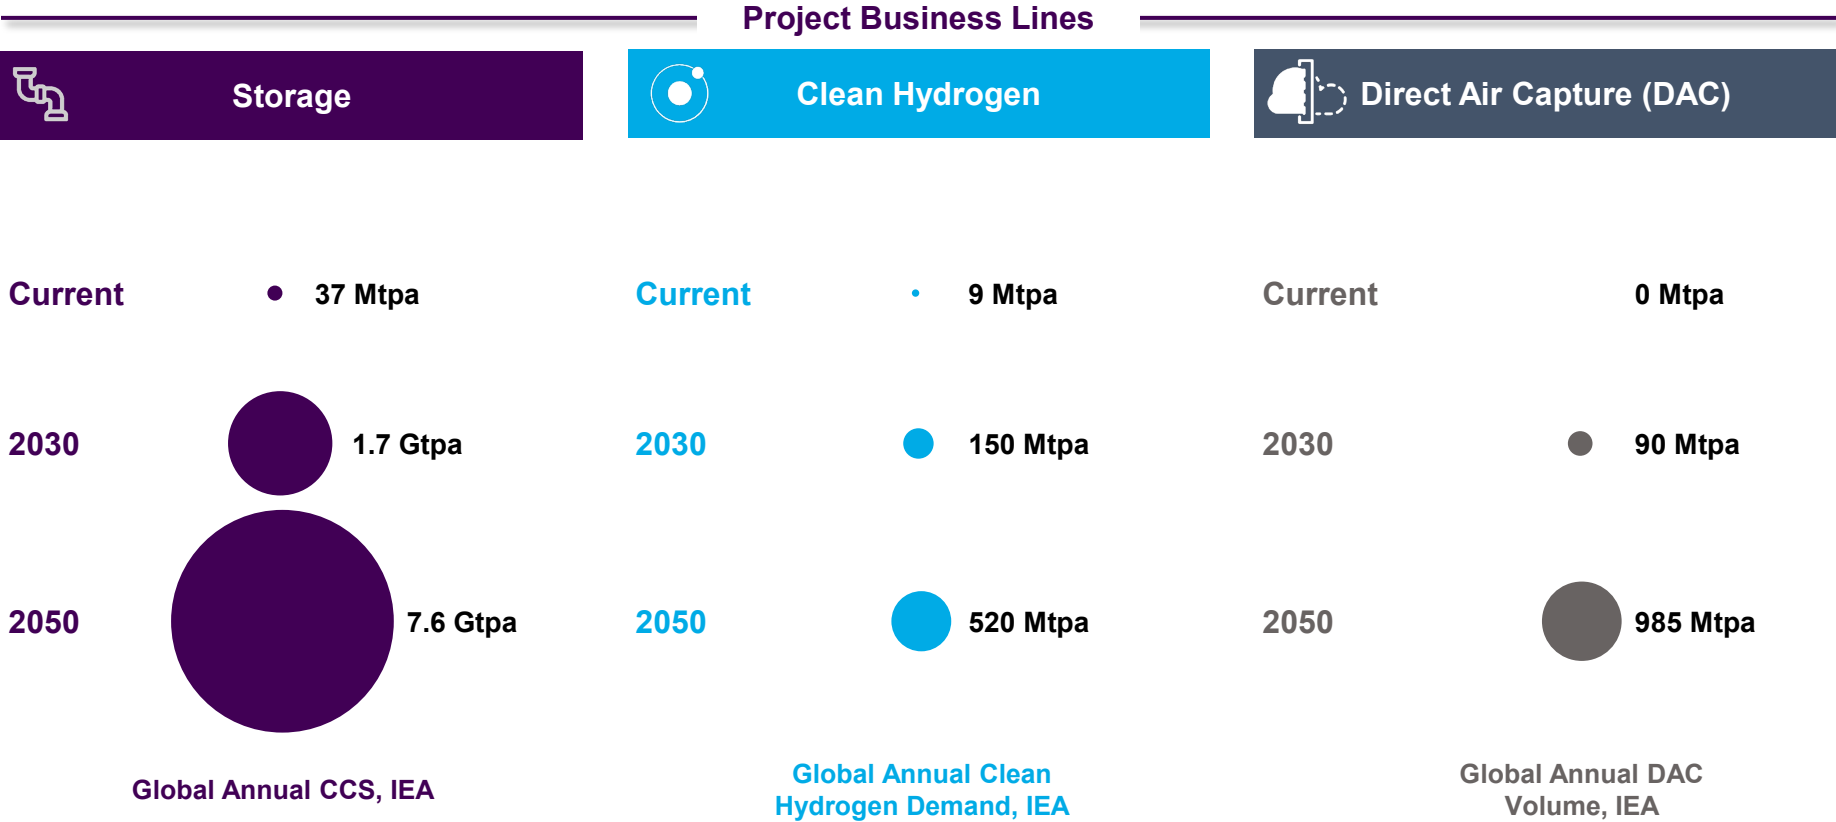 Project Business Lines
Storage
Current
37 Mtpa
2030
1.7 Gtpa
2050
7.6 Gtpa
Global Annual CCS, IEA
Clean Hydrogen
Current
9 Mtpa
2030
150 Mtpa
2050
520 Mtpa
Global Annual Clean
Hydrogen Demand, IEA
Direct Air Capture (DAC)
Current
0 Mtpa
2030
90 Mtpa
2050
985 Mtpa
Global Annual DAC
Volume, IEA